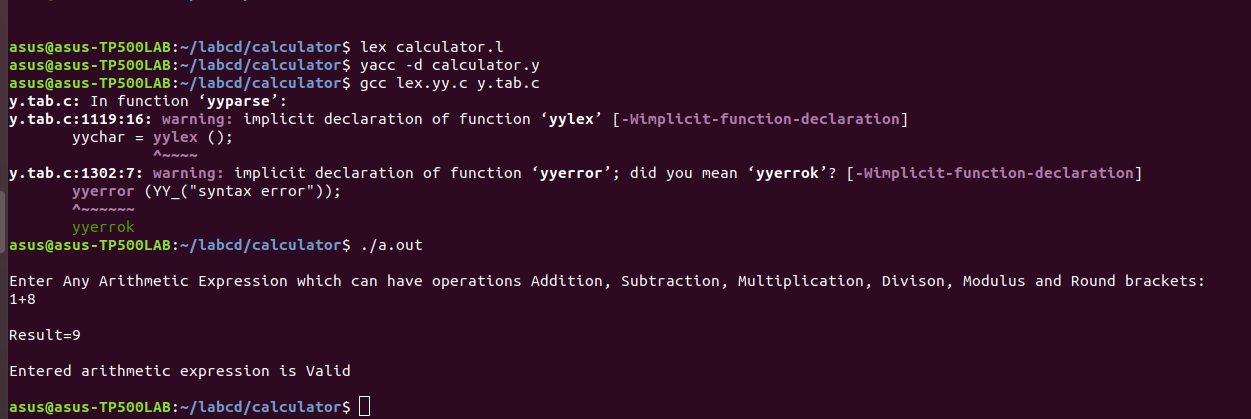 asus@asus-TP500LAB:~/labcd/calculator$ lex calculator.l
asus@asus-TP500LAB:~/labcd/calculator$ yacc -d calculator.y
asus@asus-TP500LAB:~/labcd/calculator$ gcc lex.yy.c y.tab.c
y.tab.c: In function ‘yyparse’:
y.tab.c:1119:16: warning: implicit declaration of function ‘yylex’ [-Wimplicit-function-declaration]
yychar = yylex ();
^~~~~
y.tab.c:1302:7: warning: implicit declaration of function ‘yyerror’; did you mean ‘yyerrok’? [-Wimplicit-function-declaration]
yyerror (YY_("syntax error"));
^~~~~~~
yyerrok
asus@asus-TP500LAB:~/labcd/calculator$ ./a.out
Enter Any Arithmetic Expression which can have operations Addition, Subtraction, Multiplication, Divison, Modulus and Round brackets:
1+8
Result=9
Entered arithmetic expression is Valid
asus@asus-TP500LAB:~/labcd/calculator$